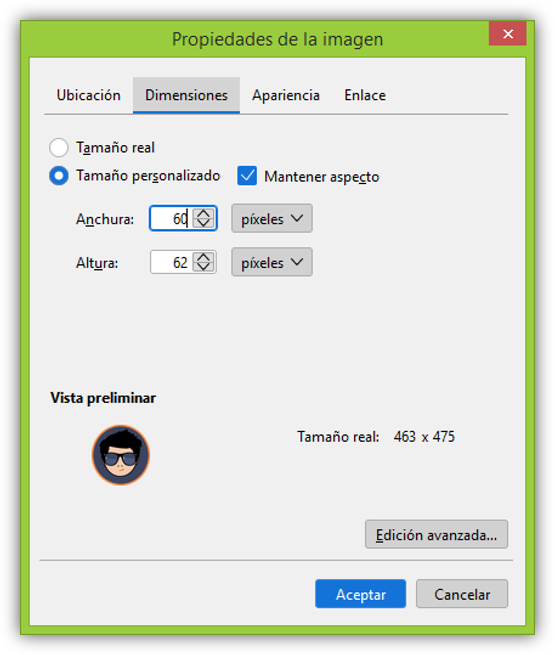 Propiedades de la imagen
Ubicación Dimensiones Apariencia Enlace
Tamaño real
Tamaño personalizado Mantener aspecto
Anchura: 60 píxeles
Altura: 62 píxeles
Vista preliminar
Tamaño real: 463 x 475
Edición avanzada...
Aceptar Cancelar